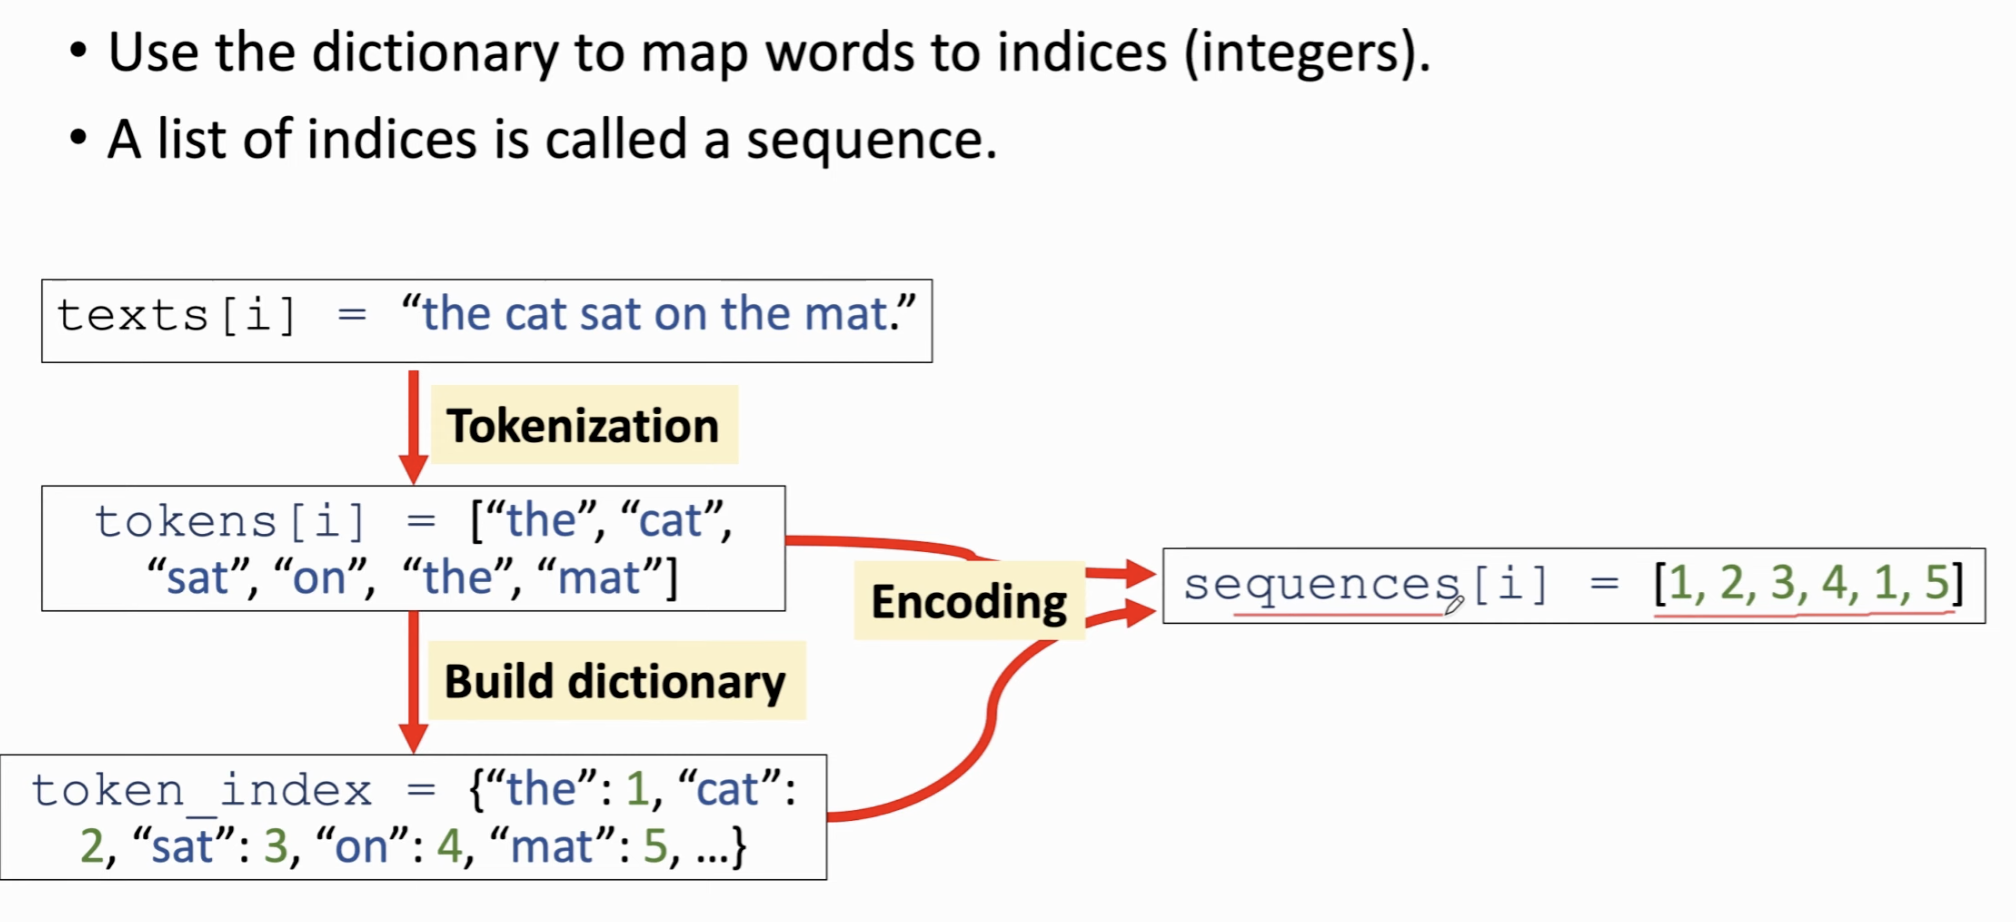 • Use the dictionary to map words to indices (integers).
• A list of indices is called a sequence.
texts[i] = “the cat sat on the mat.”
Tokenization
tokens[i] = [“the”, “cat”,
“sat”, “on”, “the”, “mat”]
Encoding
sequences[i] = [1, 2, 3, 4, 1, 5]
Build dictionary
token_index = {“the”: 1, “cat”:
2, “sat”: 3, “on”: 4, “mat”: 5, …}